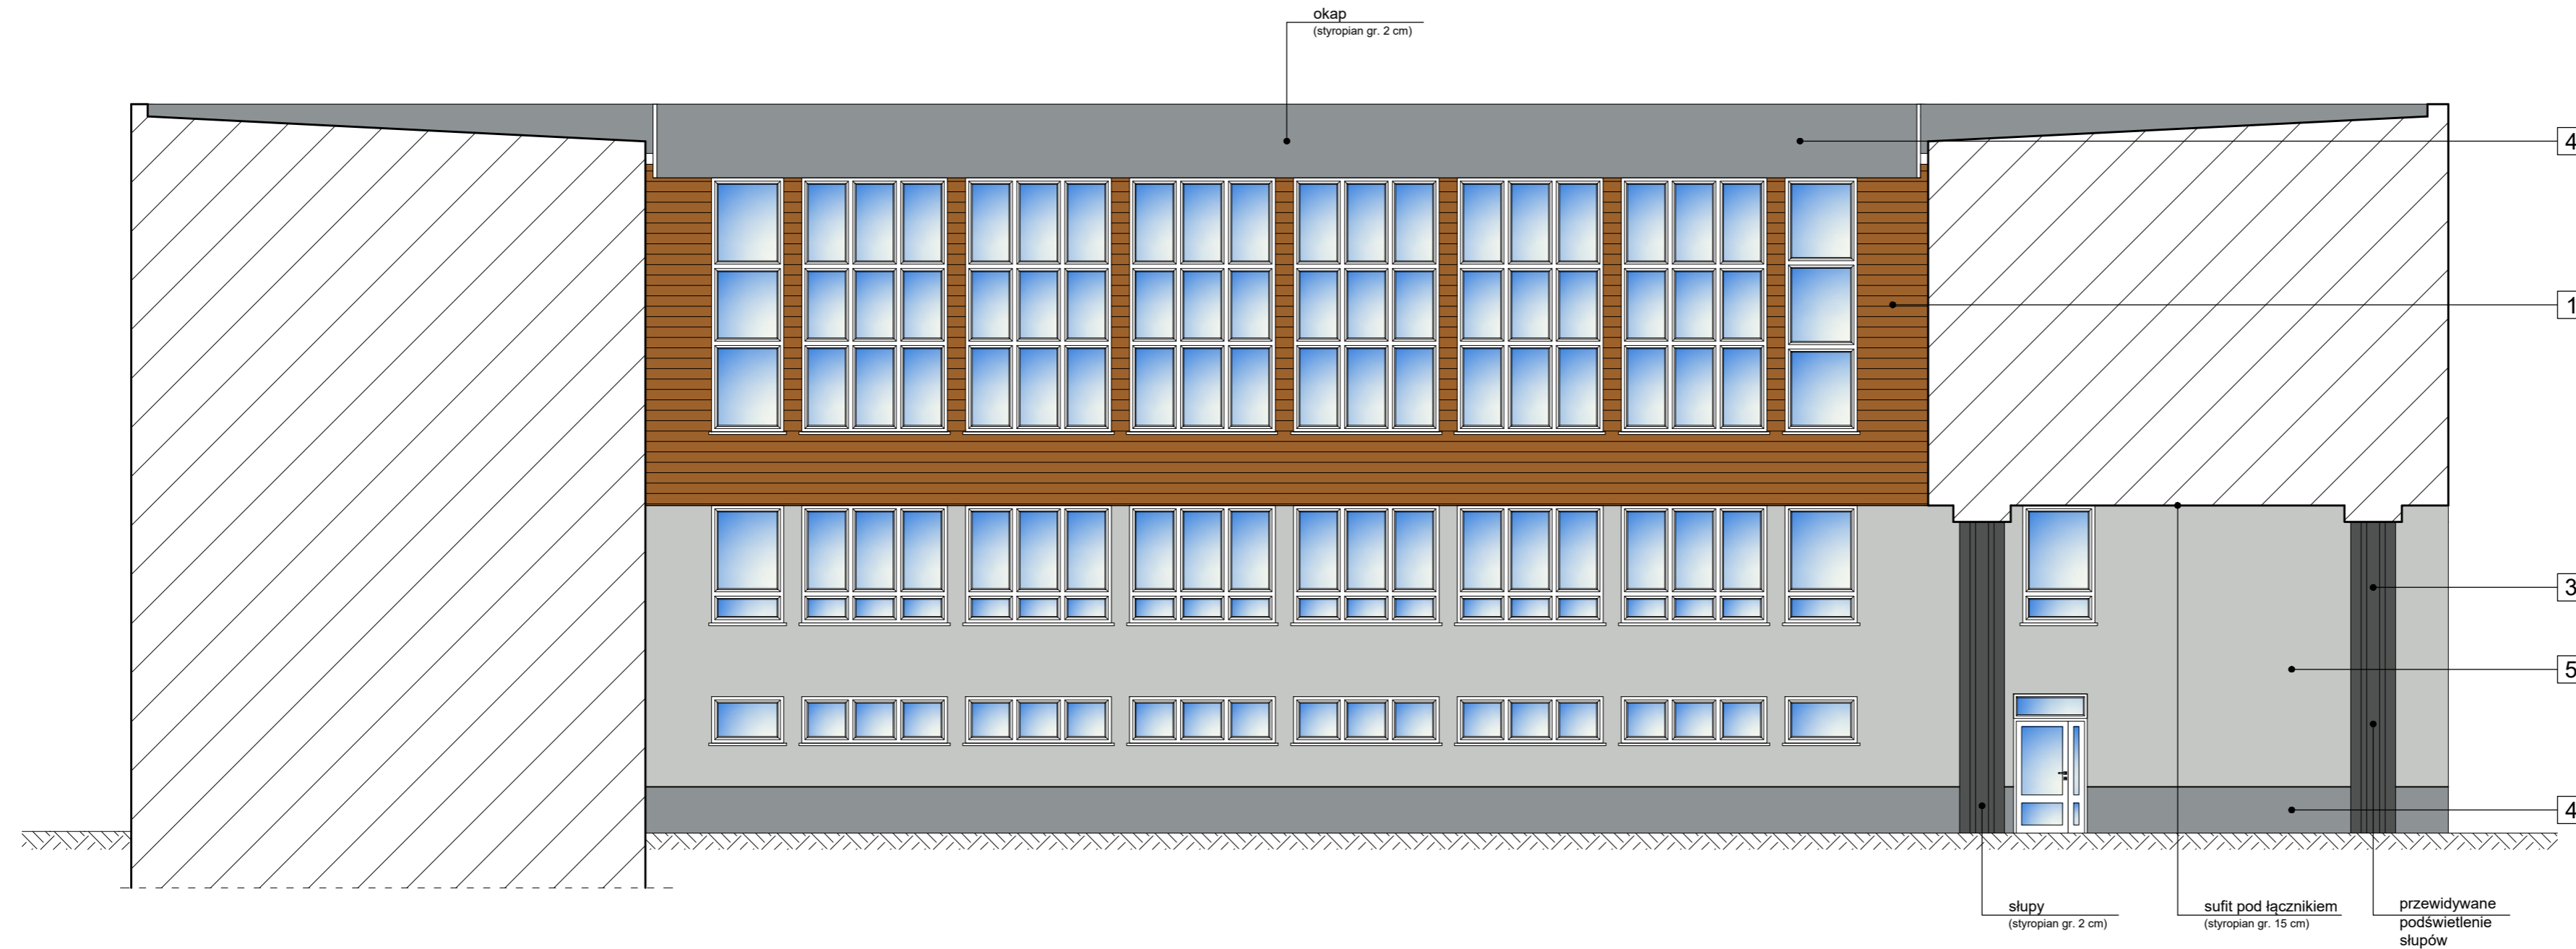 okap
(styropian gr. 2 cm)
4
1
3
5
4
słupy
(styropian gr. 2 cm)
sufit pod łącznikiem
(styropian gr. 15 cm)
przewidywane
podświetlenie
słupów